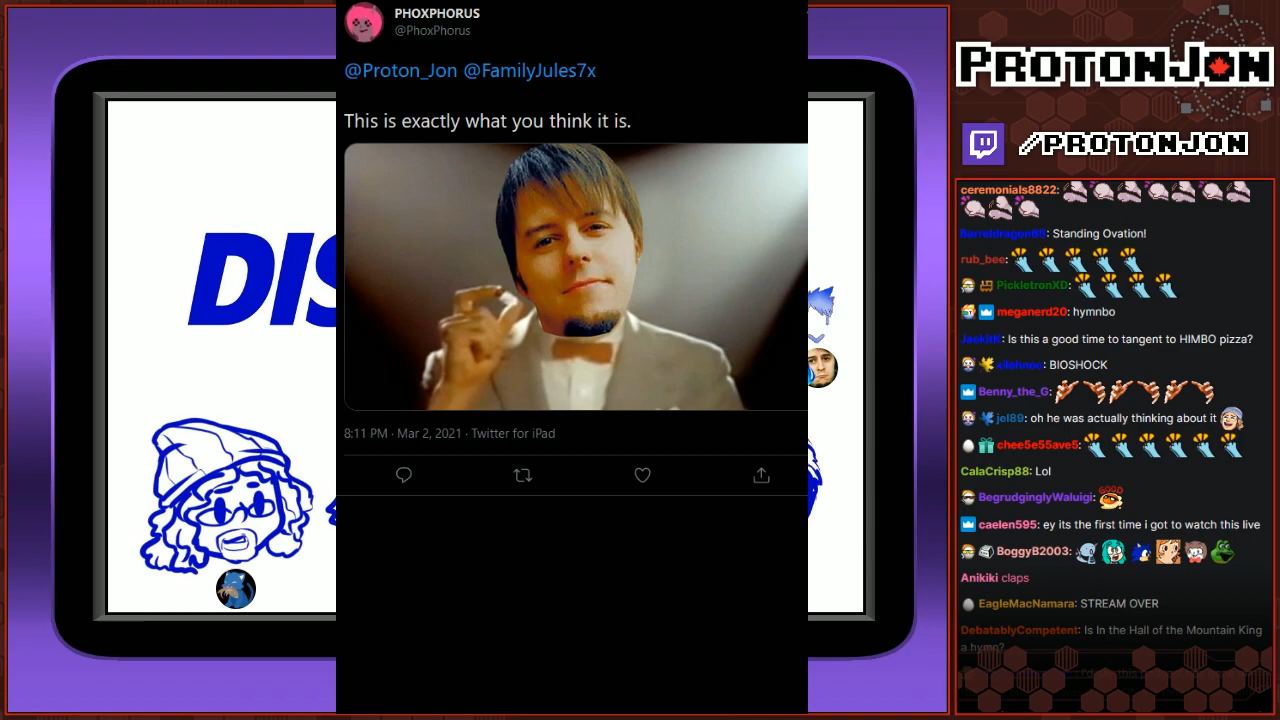 PHOXPHORUS
@PhoxPhorus
@Proton_Jon @FamilyJules7x
This is exactly what you think it is.
8:11 PM · Mar 2, 2021 · Twitter for iPad
DIS
PROTONJON
/PROTONJON
ceremonials8822:
Barreldragon85: Standing Ovation!
rub_bee:
PickletronXD:
meganerd20: hymnbo
JaekitK: Is this a good time to tangent to HIMBO pizza?
BIOSHOCK
Benny_the_G:
jel89: oh he was actually thinking about it
chee5e55ave5:
CalaCrisp88: Lol
BegrudginglyWaluigi:
GOOD
caelen595: ey its the first time i got to watch this live
BoggyB2003:
Anikiki claps
EagleMacNamara: STREAM OVER
DebatablyCompetent: Is In the Hall of the Mountain King
a hymn?